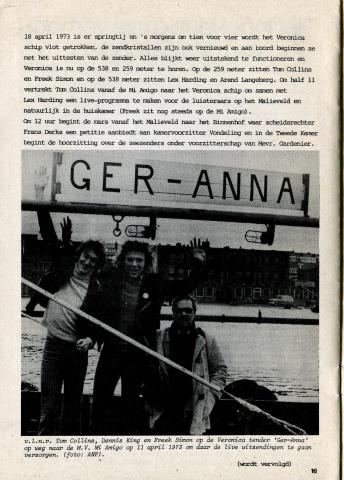 18 april 1973 is er springtij en 's morgens om tien voor vier wordt het Veronica
schip vlot getrokken, de zendkristallen zijn ook vernieuwd en aan boord beginnen ze
net het uittesten van de zender. Alles blijkt weer uitstekend te functioneren en
Veronica is nu op de 538 en 259 meter te horen. Op de 259 meter zitten Tom Collins
en Freek Simon en op de 538 meter zitten Lex Harding en Arend Langeberg. Om half 11
vertrekt Tom Collins vanaf de Mi Amigo naar het Veronica schip om samen met
Lex Harding een live-programma te maken voor de luisteraars op het Malieveld en
natuurlijk in de huiskamer (Freek zit nog steeds op de Mi Amigo).
Om 12 uur begint de mars vanaf het Malieveld naar het Binnenhof waar scheidsrechter
Frans Derks een petitie aanbiedt aan kamervoorzitter Vondeling en in de Tweede Kamer
begint de hoorzitting over de zeezenders onder voorzitterschap van Mevr. Gardenier.
GER-ANNA
v.l.n.r. Tom Collins, Dennis King en Freek Simon op de Veronica tender 'Ger-Anna'
op weg naar de M.V. Mi Amigo op 11 april 1973 om daar de live uitzendingen te gaan
verzorgen. (foto: ANP).
(wordt vervolgd)
16